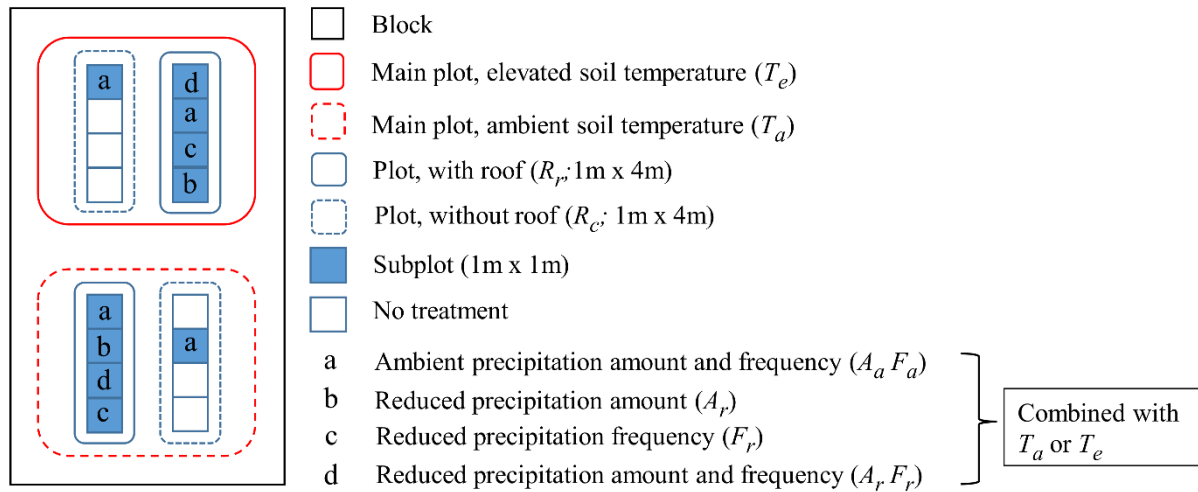 a
d
a
c
b
a
b
d
c
a
Block
Main plot, elevated soil temperature (Te)
Main plot, ambient soil temperature (Ta)
Plot, with roof (Rr; 1m x 4m)
Plot, without roof (Rc; 1m x 4m)
Subplot (1m x 1m)
No treatment
a Ambient precipitation amount and frequency (Aa Fa)
b Reduced precipitation amount (Ar)
c Reduced precipitation frequency (Fr)
d Reduced precipitation amount and frequency (Ar Fr)
Combined with
Ta or Te